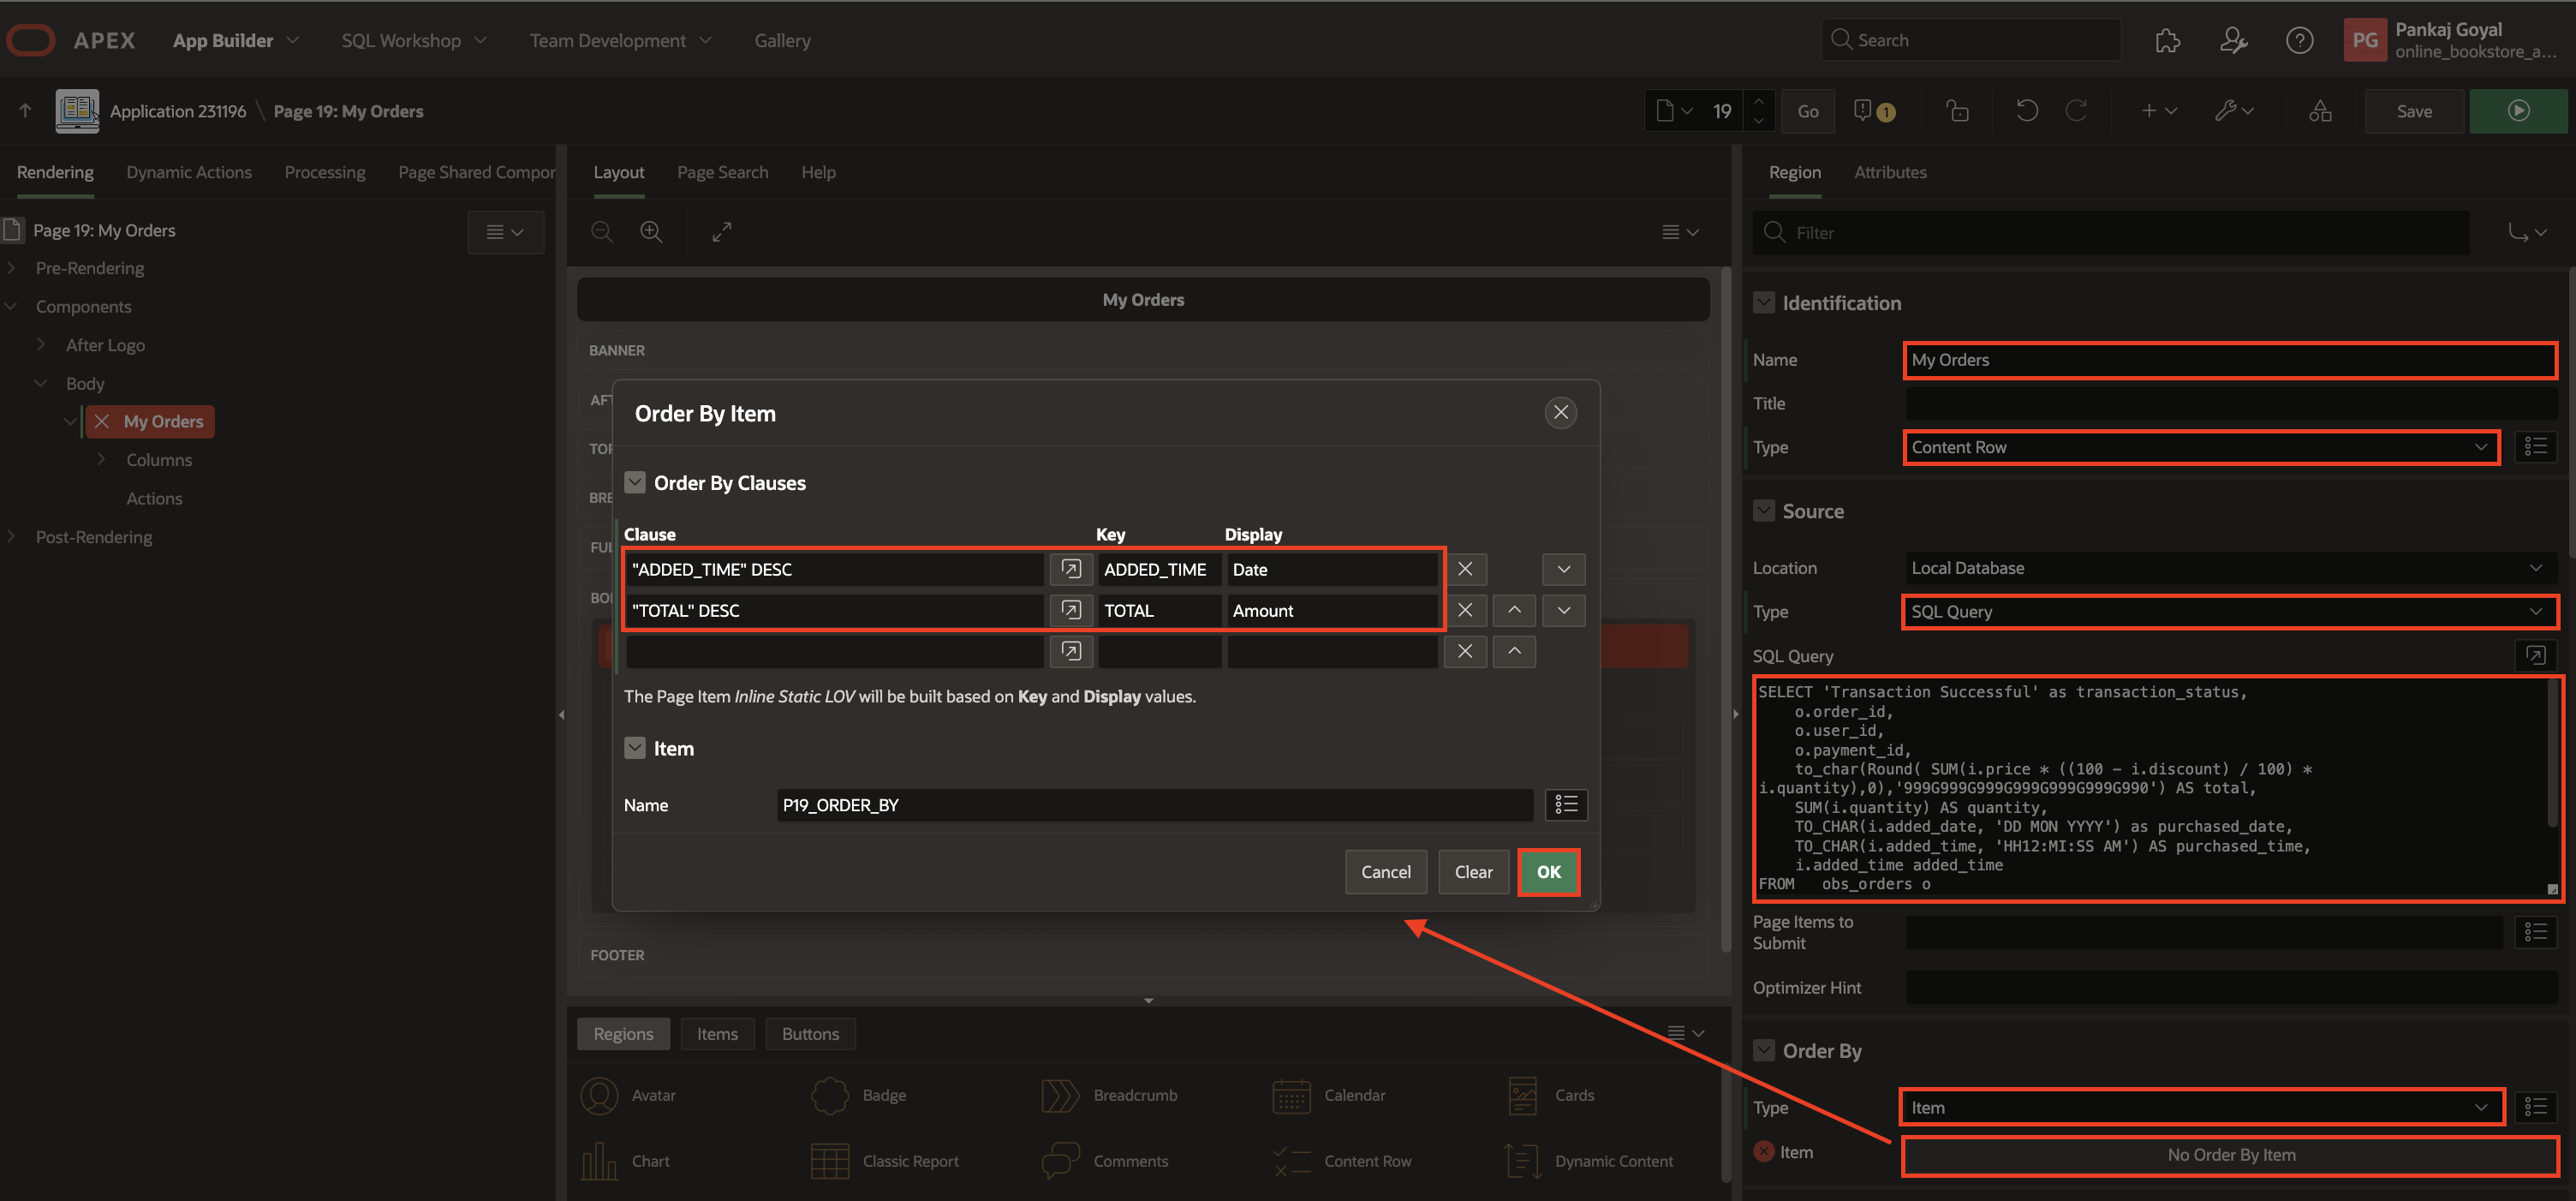 APEX App Builder SQL Workshop Team Development Gallery Search PG Pankaj Goyal
online_bookstore_a...
Application 231196 \ Page 19: My Orders 19 Go 1 Save
Rendering Dynamic Actions Processing Page Shared Compor
Page 19: My Orders
Pre-Rendering
Components
After Logo
Body
My Orders
Columns
Actions
Post-Rendering
Layout Page Search Help
My Orders
BANNER
AFT
TOP
BRE
FUL
BOD
FOOTER
Order By Item
Order By Clauses
Clause Key Display
"ADDED_TIME" DESC ADDED_TIME Date
"TOTAL" DESC TOTAL Amount
The Page Item Inline Static LOV will be built based on Key and Display values.
Item
Name P19_ORDER_BY
Cancel Clear OK
Regions Items Buttons
Avatar Badge Breadcrumb Calendar Cards
Chart Classic Report Comments Content Row Dynamic Content
Region Attributes
Filter
Identification
Name My Orders
Title
Type Content Row
Source
Location Local Database
Type SQL Query
SQL Query
SELECT 'Transaction Successful' as transaction_status,
o.order_id,
o.user_id,
o.payment_id,
to_char(Round( SUM(i.price * ((100 - i.discount) / 100) *
i.quantity),0),'999G999G999G999G999G999G990') AS total,
SUM(i.quantity) AS quantity,
TO_CHAR(i.added_date, 'DD MON YYYY') as purchased_date,
TO_CHAR(i.added_time, 'HH12:MI:SS AM') AS purchased_time,
i.added_time added_time
FROM obs_orders o
Page Items to
Submit
Optimizer Hint
Order By
Type Item
Item No Order By Item